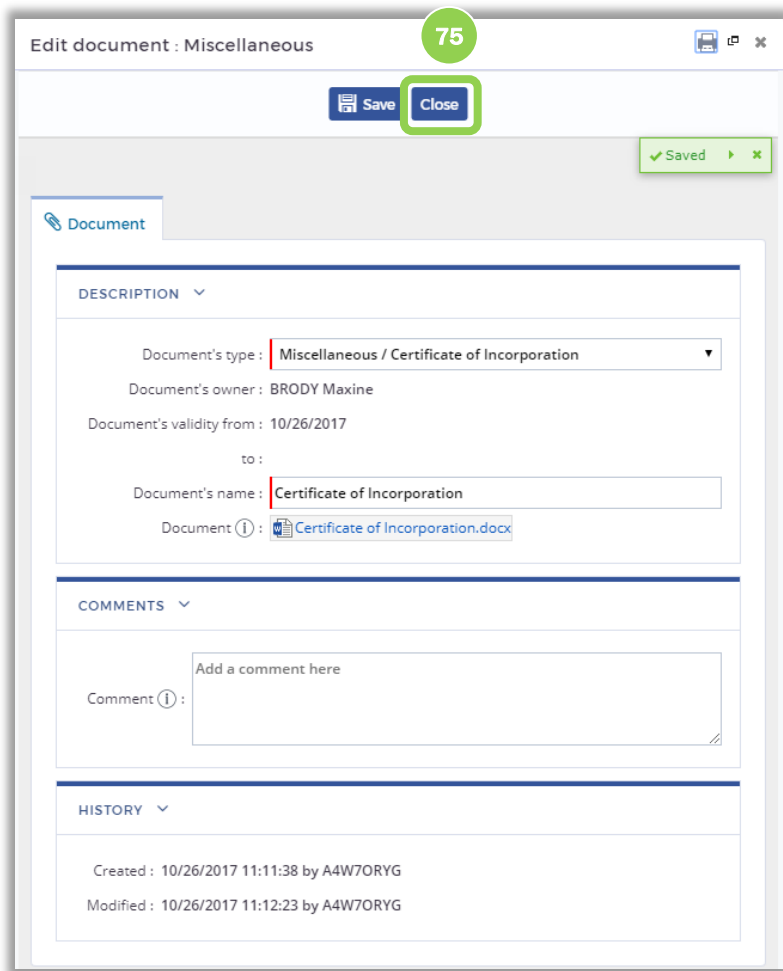 Edit document : Miscellaneous
75
Save Close
Saved
Document
DESCRIPTION
Document's type : Miscellaneous / Certificate of Incorporation
Document's owner : BRODY Maxine
Document's validity from : 10/26/2017
to :
Document's name : Certificate of Incorporation
Document i : Certificate of Incorporation.docx
COMMENTS
Comment i : Add a comment here
HISTORY
Created : 10/26/2017 11:11:38 by A4W7ORYG
Modified : 10/26/2017 11:12:23 by A4W7ORYG